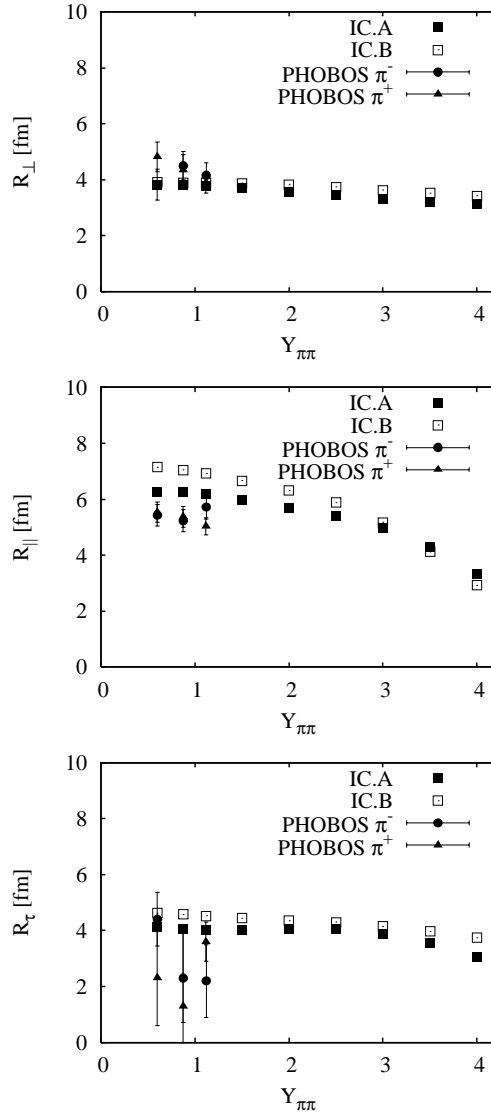 10
8
6
4
2
0
R⊥ [fm]
IC.A
IC.B
PHOBOS π-
PHOBOS π+
0 1 2 3 4
Yππ
10
8
6
4
2
0
R|| [fm]
IC.A
IC.B
PHOBOS π-
PHOBOS π+
0 1 2 3 4
Yππ
10
8
6
4
2
0
Rτ [fm]
IC.A
IC.B
PHOBOS π-
PHOBOS π+
0 1 2 3 4
Yππ